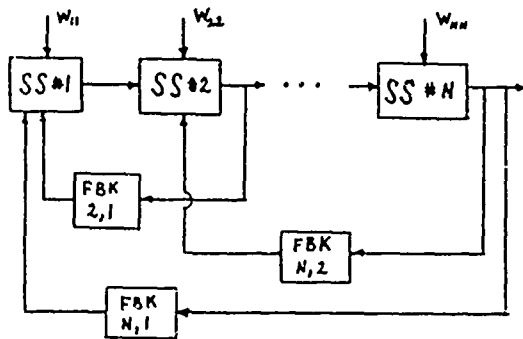 W11
W22
WNN
SS#1
SS#2
. . .
SS #N
FBK
2,1
FBK
N,2
FBK
N,1